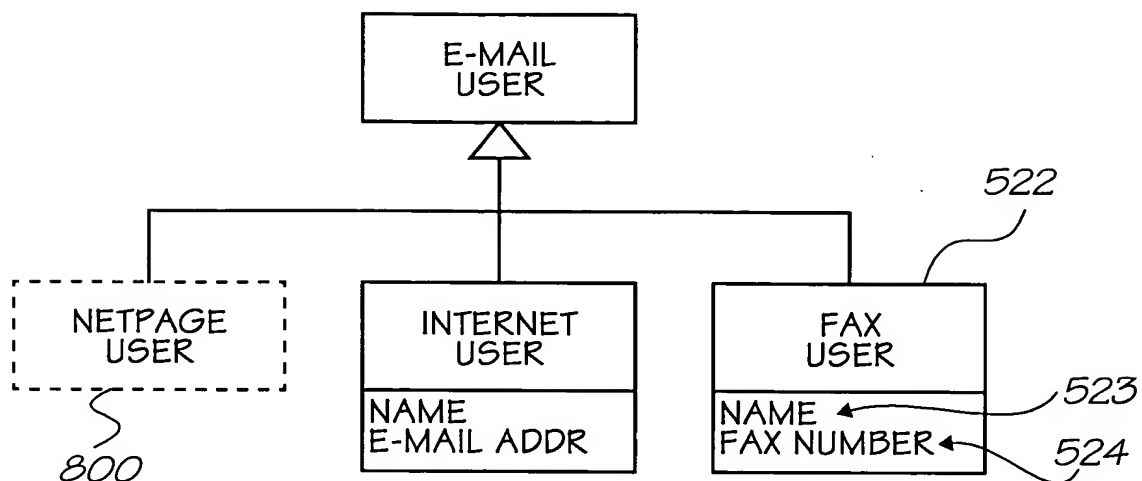 E-MAIL
USER
522
NETPAGE
USER
INTERNET
USER
FAX
USER
800
NAME
E-MAIL ADDR
NAME
FAX NUMBER
523
524